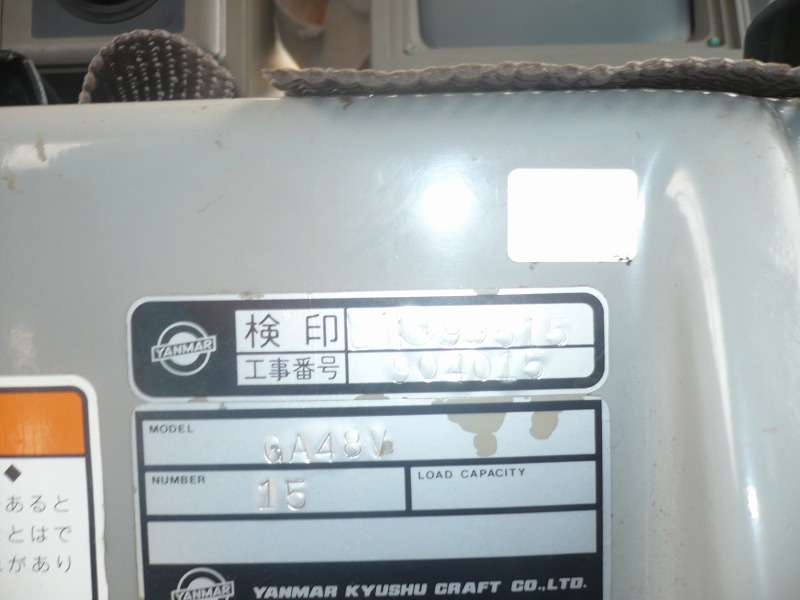 YANMAR
検印
工事番号 904015
MODEL GA48V
NUMBER 15 LOAD CAPACITY
YANMAR
YANMAR KYUSHU CRAFT CO.,LTD.
あると
とはで
があり